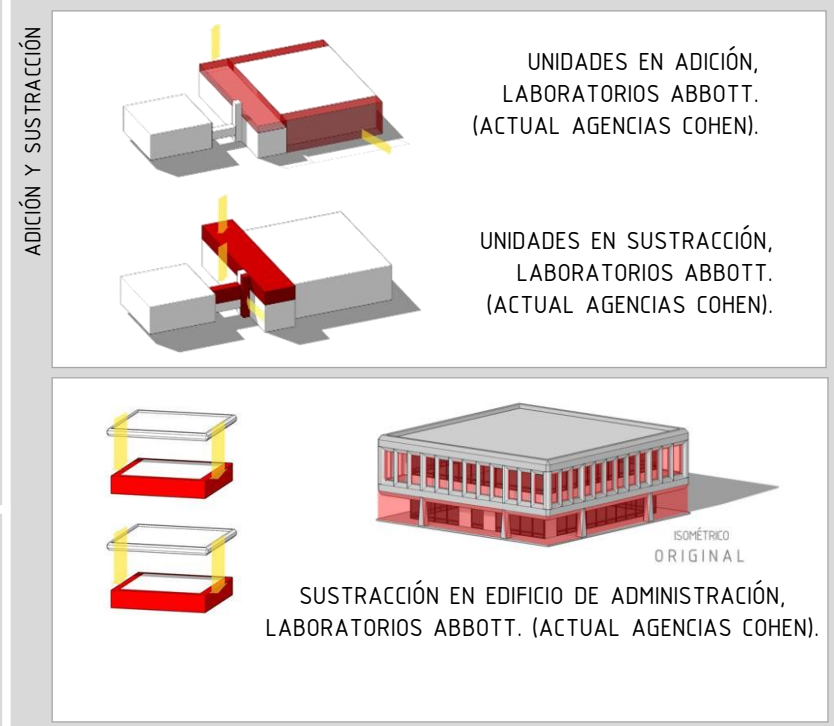 ADICIÓN Y SUSTRACCIÓN
UNIDADES EN ADICIÓN,
LABORATORIOS ABBOTT.
(ACTUAL AGENCIAS COHEN).
UNIDADES EN SUSTRACCIÓN,
LABORATORIOS ABBOTT.
(ACTUAL AGENCIAS COHEN).
ISOMÉTRICO
ORIGINAL
SUSTRACCIÓN EN EDIFICIO DE ADMINISTRACIÓN,
LABORATORIOS ABBOTT. (ACTUAL AGENCIAS COHEN).